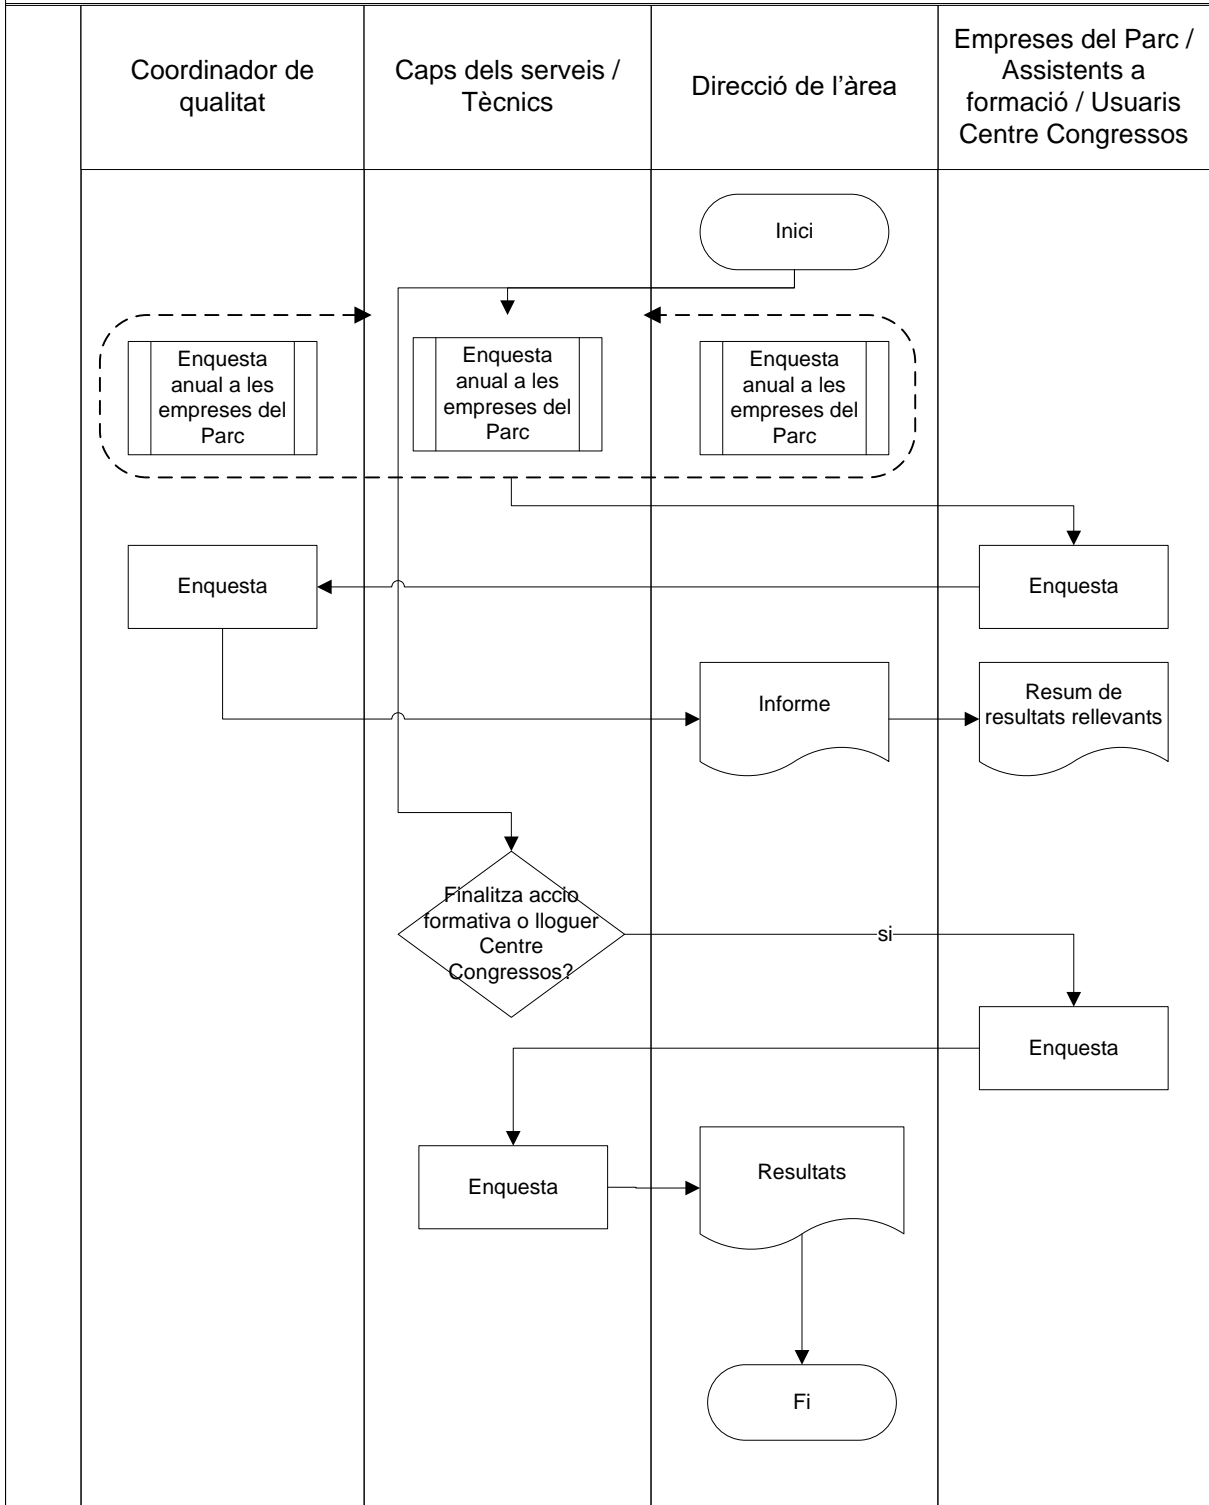 Coordinador de
qualitat
Caps dels serveis /
Tècnics
Direcció de l'àrea
Empreses del Parc /
Assistents a
formació / Usuaris
Centre Congressos
Inici
Enquesta
anual a les
empreses del
Parc
Enquesta
anual a les
empreses del
Parc
Enquesta
anual a les
empreses del
Parc
Enquesta
Enquesta
Informe
Resum de
resultats rellevants
Finalitza accio
formativa o lloguer
Centre
Congressos?
si
Enquesta
Enquesta
Resultats
Fi